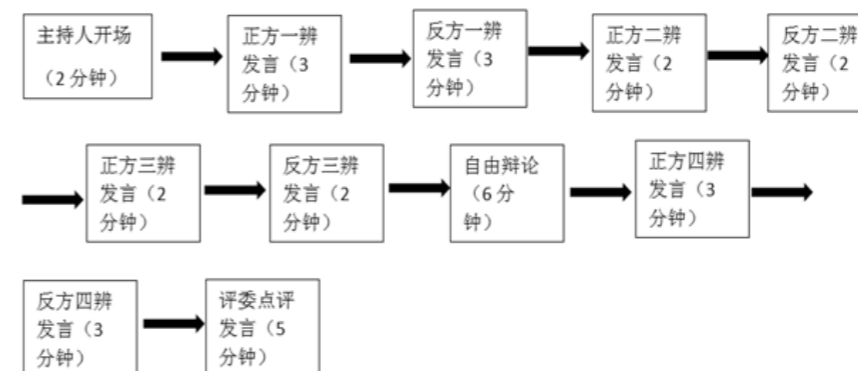 主持人开场
（2分钟）
正方一辨
发言（3
分钟）
反方一辨
发言（3
分钟）
正方二辨
发言（2
分钟）
反方二辨
发言（2
分钟）
正方三辨
发言（2
分钟）
反方三辨
发言（2
分钟）
自由辩论
（6分
钟）
正方四辨
发言（3
分钟）
反方四辨
发言（3
分钟）
评委点评
发言（5
分钟）